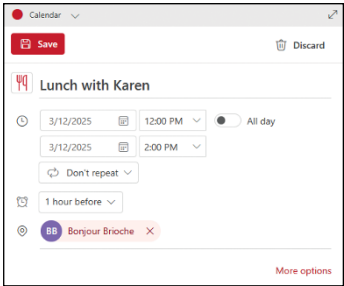 Calendar
Save Discard
Lunch with Karen
3/12/2025 12:00 PM All day
3/12/2025 2:00 PM
Don't repeat
1 hour before
BB Bonjour Brioche
More options